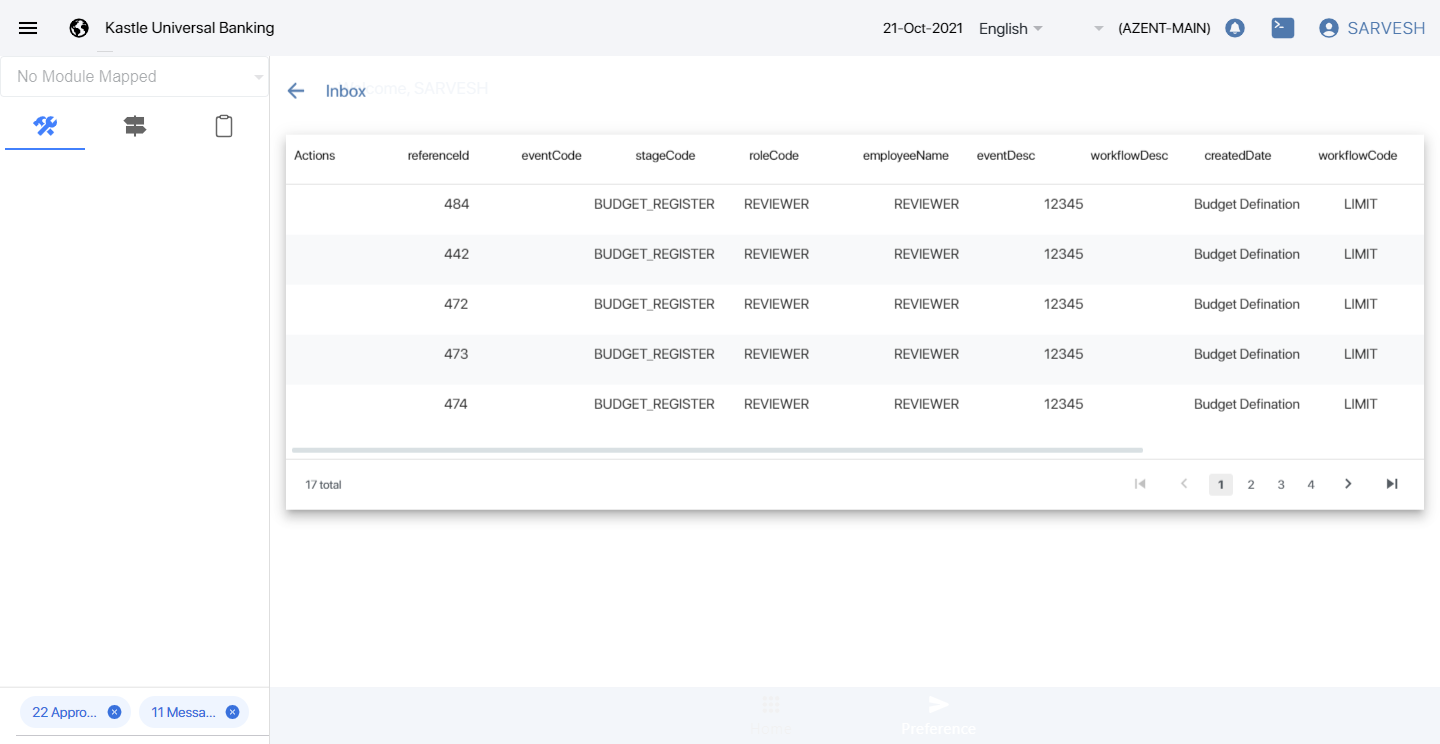 Kastle Universal Banking
21-Oct-2021 English (AZENT-MAIN) SARVESH
No Module Mapped
Inbox
come, SARVESH
Actions referenceId eventCode stageCode roleCode employeeName eventDesc workflowDesc createdDate workflowCode
484 BUDGET_REGISTER REVIEWER REVIEWER 12345 Budget Defination LIMIT
442 BUDGET_REGISTER REVIEWER REVIEWER 12345 Budget Defination LIMIT
472 BUDGET_REGISTER REVIEWER REVIEWER 12345 Budget Defination LIMIT
473 BUDGET_REGISTER REVIEWER REVIEWER 12345 Budget Defination LIMIT
474 BUDGET_REGISTER REVIEWER REVIEWER 12345 Budget Defination LIMIT
17 total 1 2 3 4
22 Appro... 11 Messa...
Preference